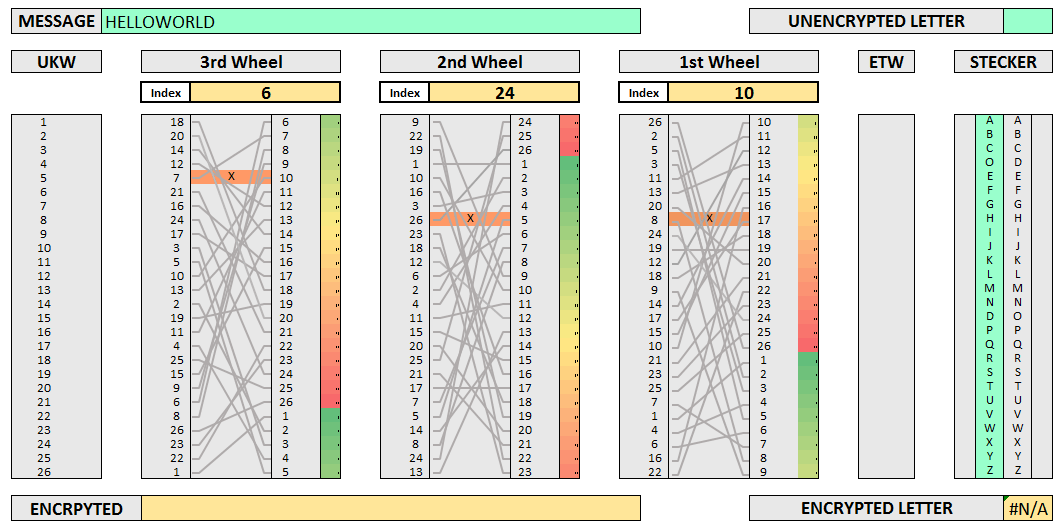 MESSAGE HELLOWORLD UNENCRYPTED LETTER
UKW 3rd Wheel 2nd Wheel 1st Wheel ETW STECKER
Index 6 Index 24 Index 10
1 18 6 9 24 26 10 A A
2 20 7 22 25 2 11 B B
3 14 8 19 26 5 12 C C
4 12 9 1 1 3 13 O D
5 7 X 10 10 2 11 14 E E
6 21 11 16 3 13 15 F F
7 16 12 3 4 20 16 G G
8 24 13 26 X 5 8 X 17 H H
9 17 14 23 6 24 18 I I
10 3 15 18 7 19 19 J J
11 5 16 12 8 12 20 K K
12 10 17 6 9 18 21 L L
13 13 18 2 10 9 22 M M
14 2 19 4 11 14 23 N N
15 19 20 11 12 17 24 D O
16 11 21 15 13 15 25 P P
17 4 22 20 14 10 26 Q Q
18 25 23 25 15 21 1 R R
19 15 24 21 16 23 2 S S
20 9 25 17 17 25 3 T T
21 6 26 7 18 7 4 U U
22 8 1 5 19 1 5 V V
23 26 2 14 20 4 6 W W
24 23 3 8 21 6 7 X X
25 22 4 24 22 16 8 Y Y
26 1 5 13 23 22 9 Z Z
ENCRPYTED ENCRYPTED LETTER #N/A